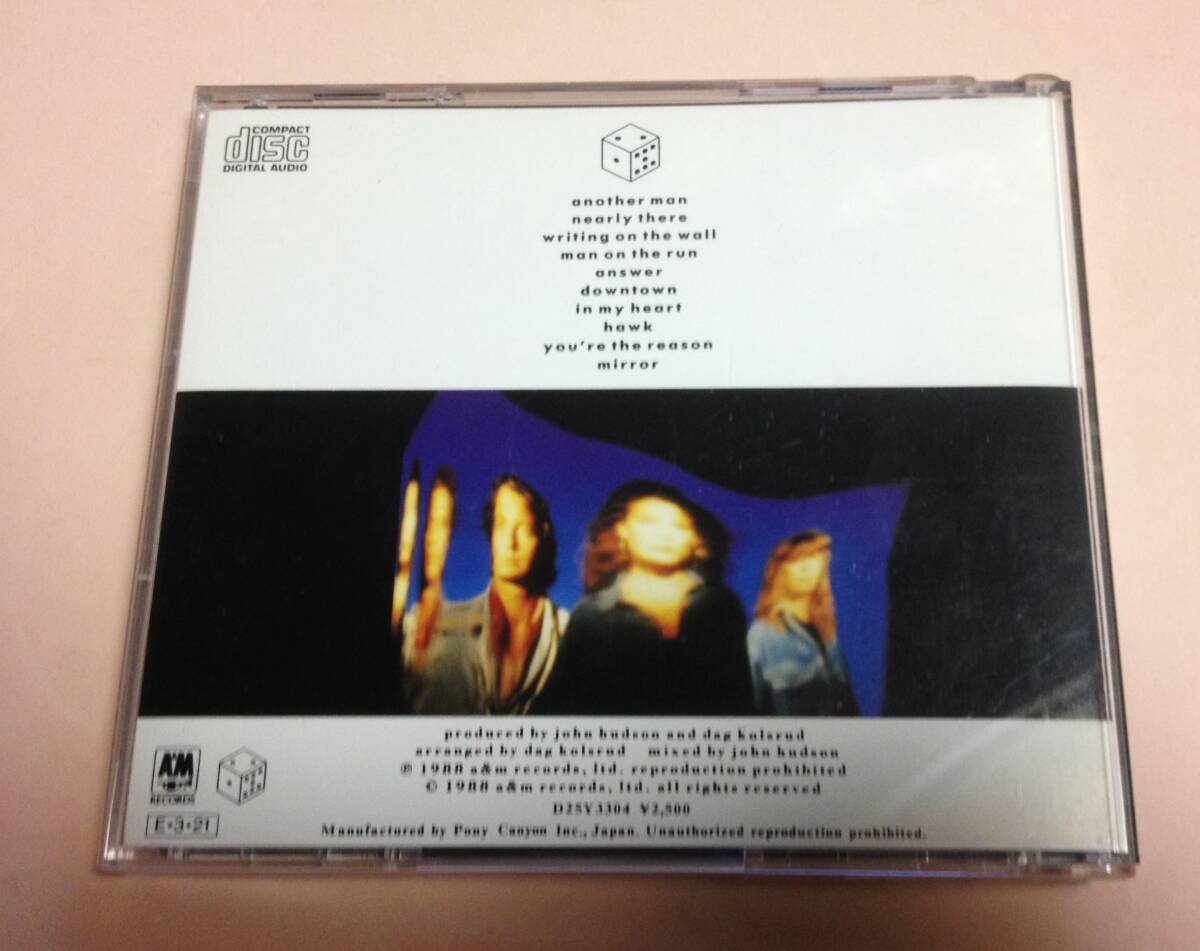 COMPACT
disc
DIGITAL AUDIO
another man
nearly there
writing on the wall
man on the run
answer
downtown
in my heart
hawk
you're the reason
mirror
produced by john hudson and dag kolsrud
arranged by dag kolsrud mixed by john hudson
℗ 1988 a&m records, ltd. reproduction prohibited
© 1988 a&m records, ltd. all rights reserved
D25Y3304 ¥2,500
Manufactured by Pony Canyon Inc., Japan. Unauthorized reproduction prohibited.
A&M
RECORDS
E·3·21